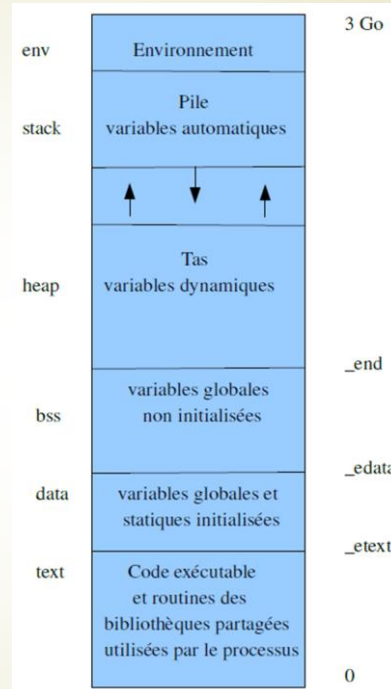 3 Go
env
Environnement
stack
Pile
variables automatiques
heap
Tas
variables dynamiques
_end
bss
variables globales
non initialisées
_edata
data
variables globales et
statiques initialisées
_etext
text
Code exécutable
et routines des
bibliothèques partagées
utilisées par le processus
0